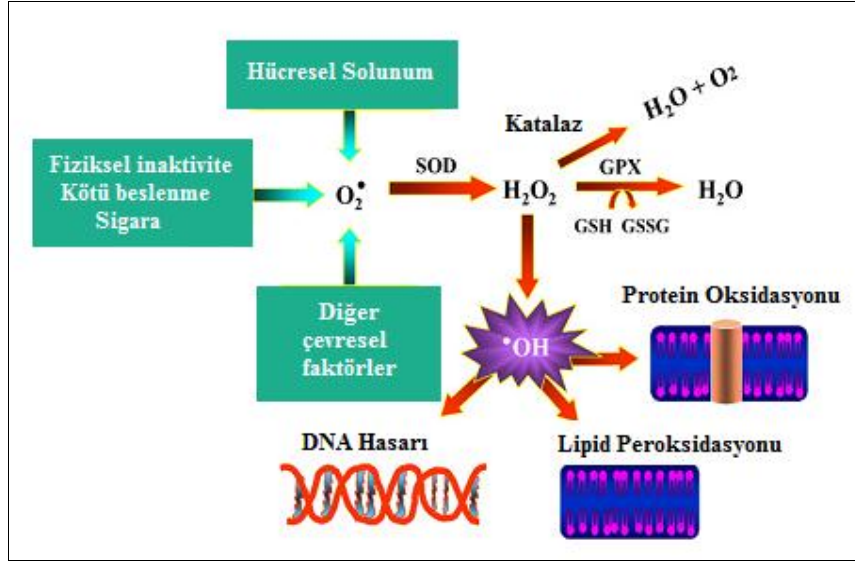 Hücresel Solunum
Fiziksel inaktivite
Kötü beslenme
Sigara
Diğer
çevresel
faktörler
O₂•
SOD
H₂O₂
Katalaz
H₂O + O₂
GPX
GSH GSSG
H₂O
•OH
Protein Oksidasyonu
DNA Hasarı
Lipid Peroksidasyonu